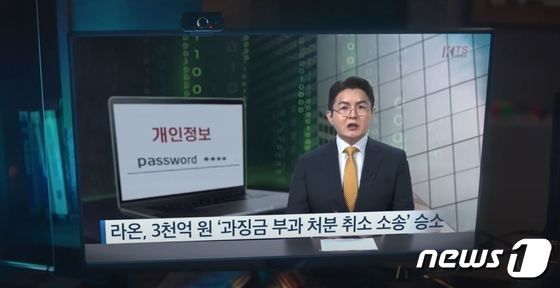 KTS
개인정보
password ****
라온, 3천억 원 '과징금 부과 처분 취소 소송' 승소
news1